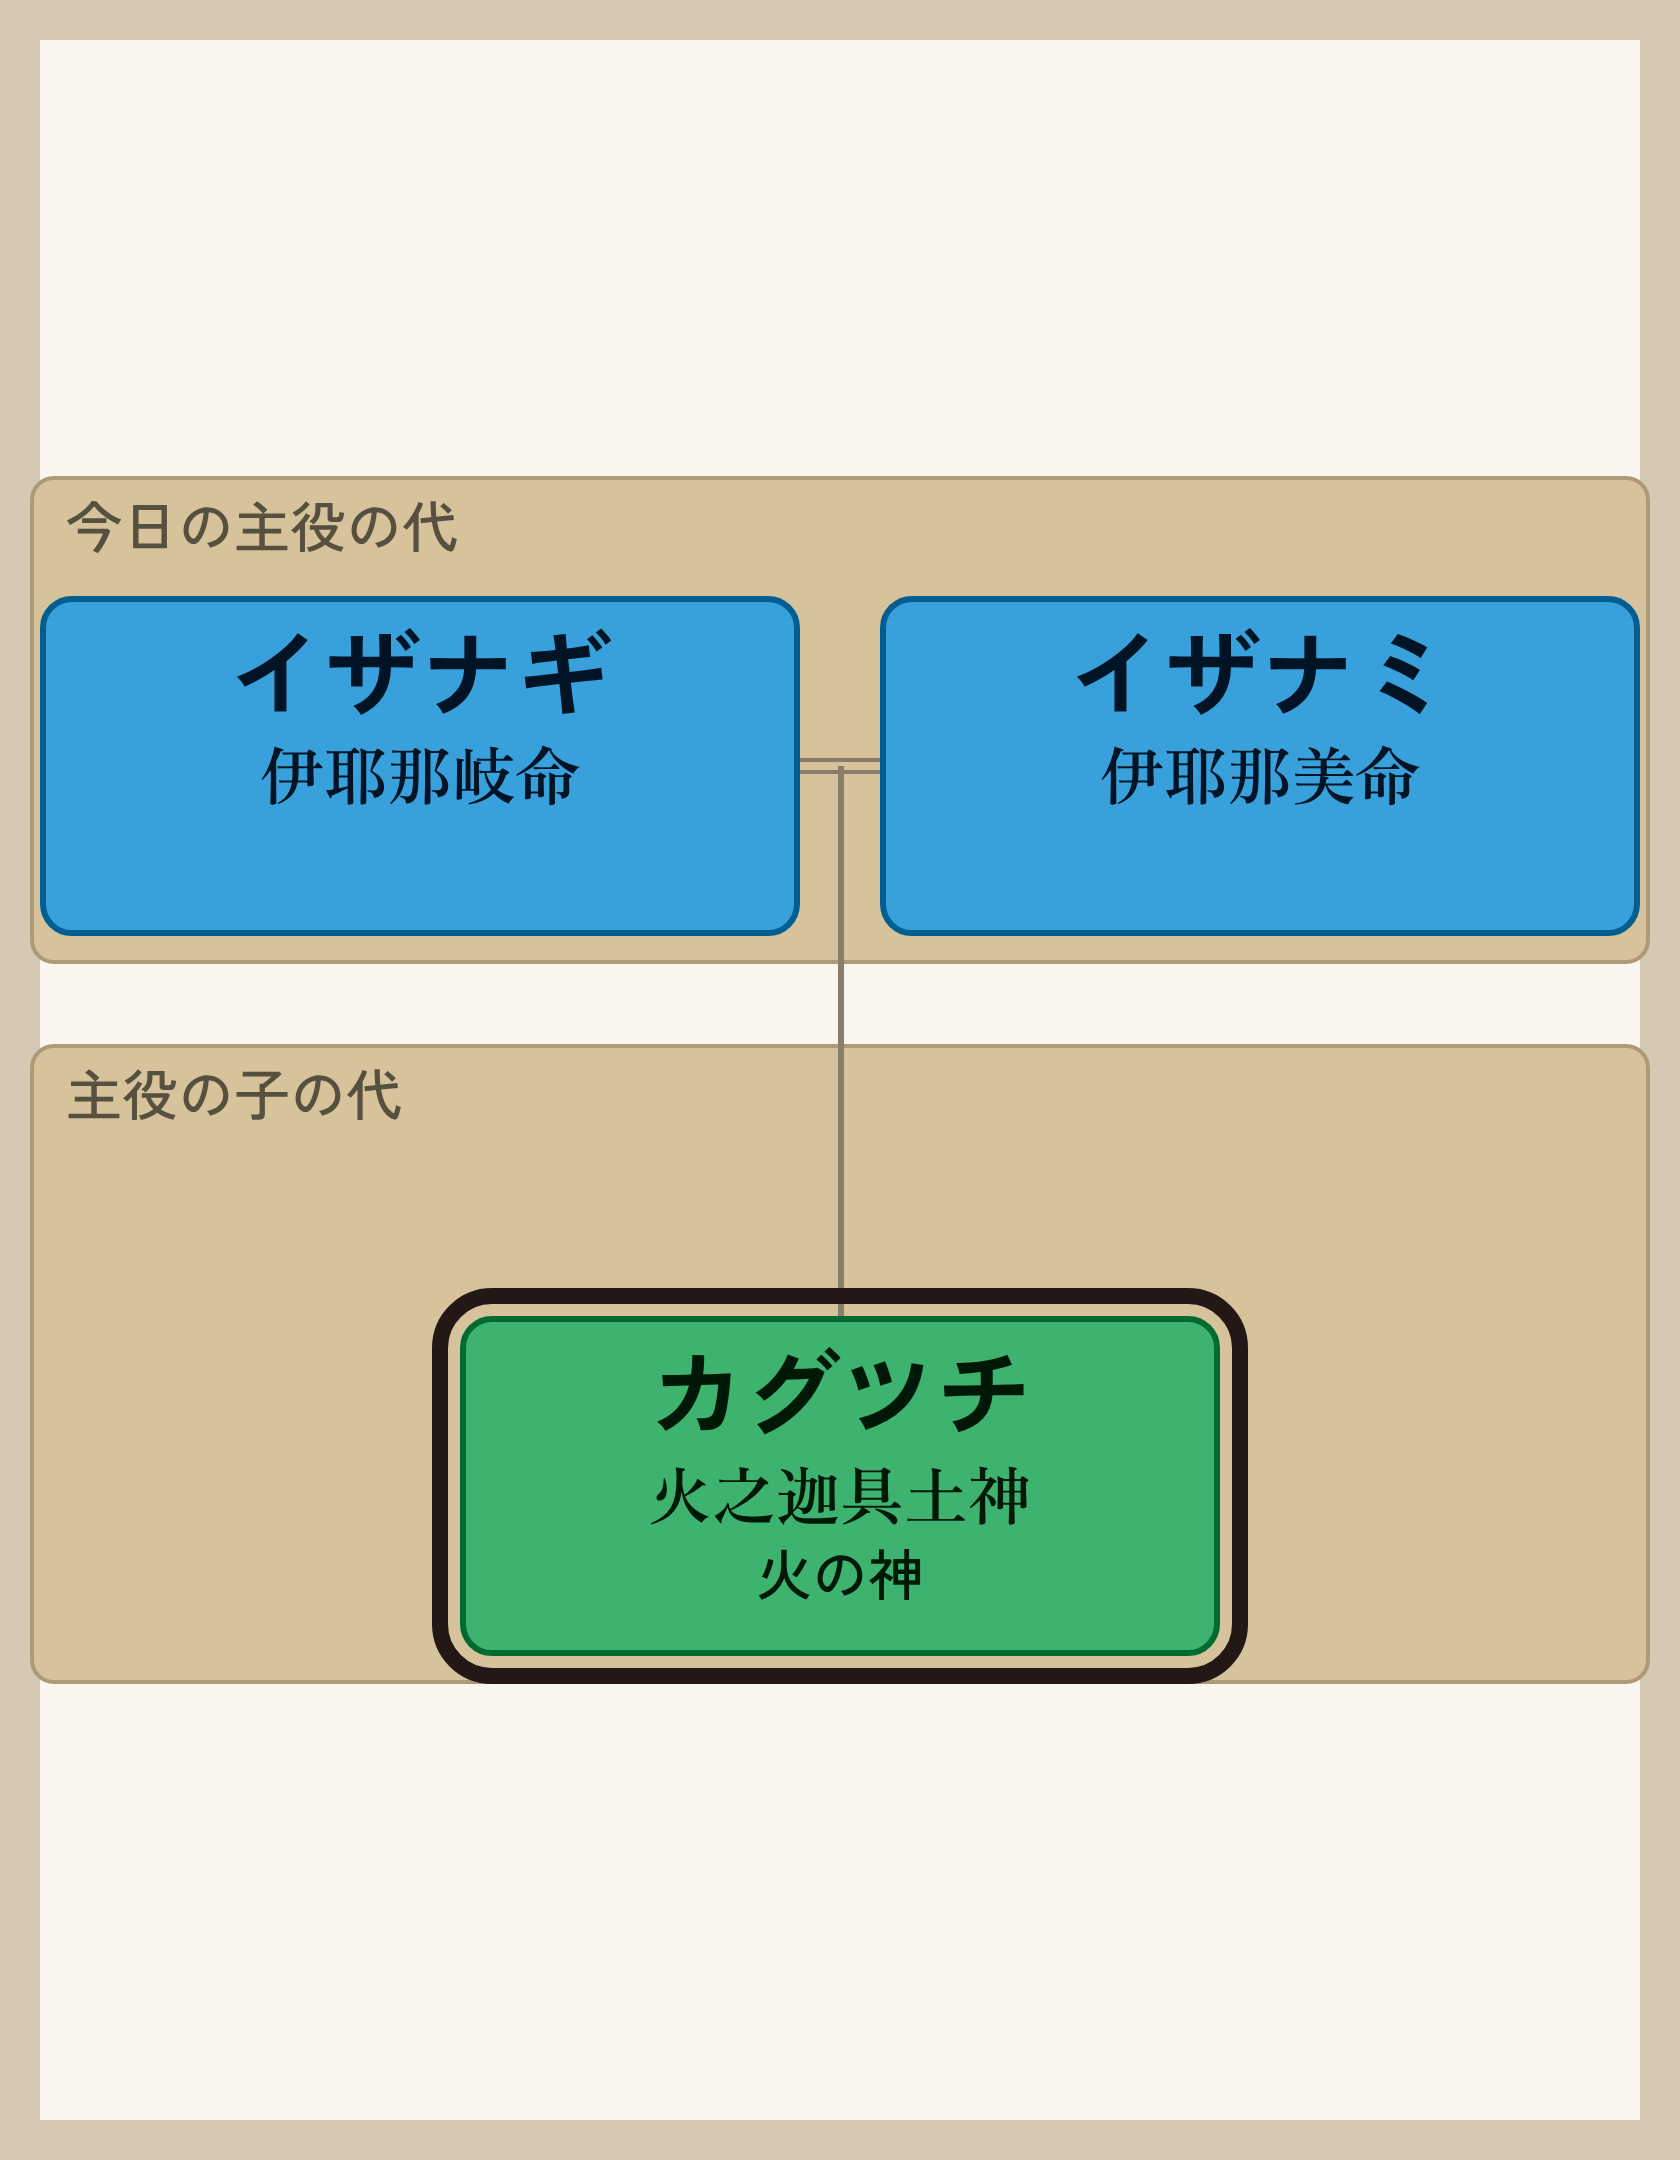 今日の主役の代
イザナギ
伊耶那岐命
イザナミ
伊耶那美命
主役の子の代
カグツチ
火之迦具土神
火の神